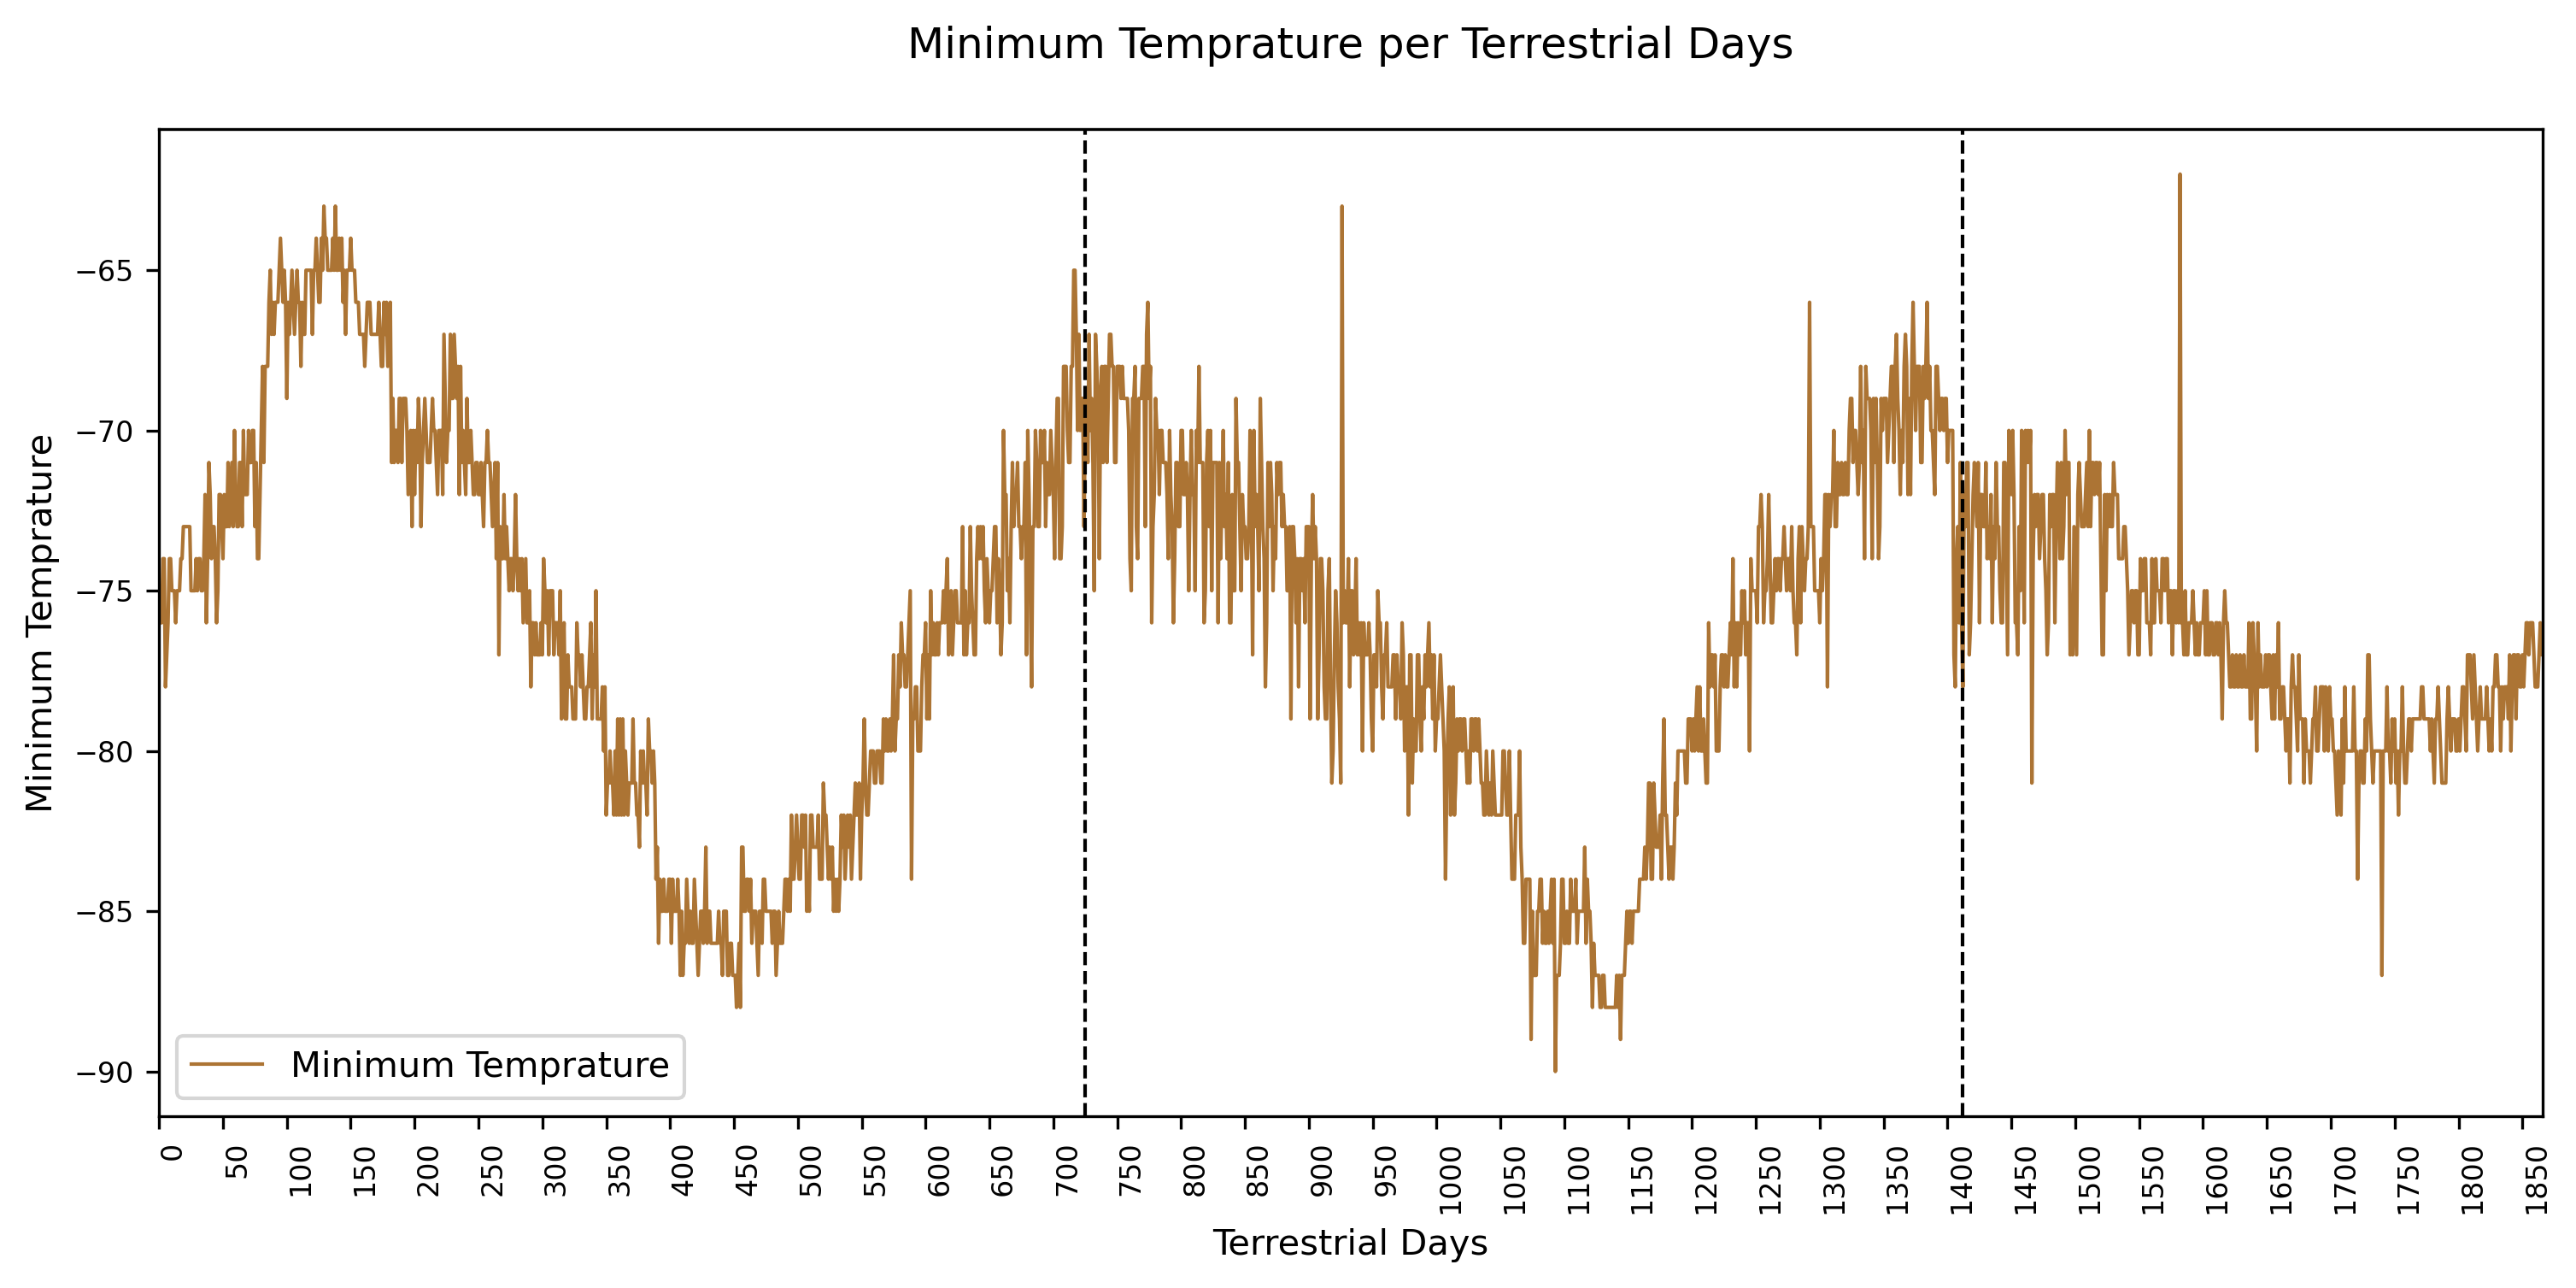 Minimum Temprature per Terrestrial Days
Minimum Temprature
−65
−70
−75
−80
−85
−90
Minimum Temprature
0 50 100 150 200 250 300 350 400 450 500 550 600 650 700 750 800 850 900 950 1000 1050 1100 1150 1200 1250 1300 1350 1400 1450 1500 1550 1600 1650 1700 1750 1800 1850
Terrestrial Days